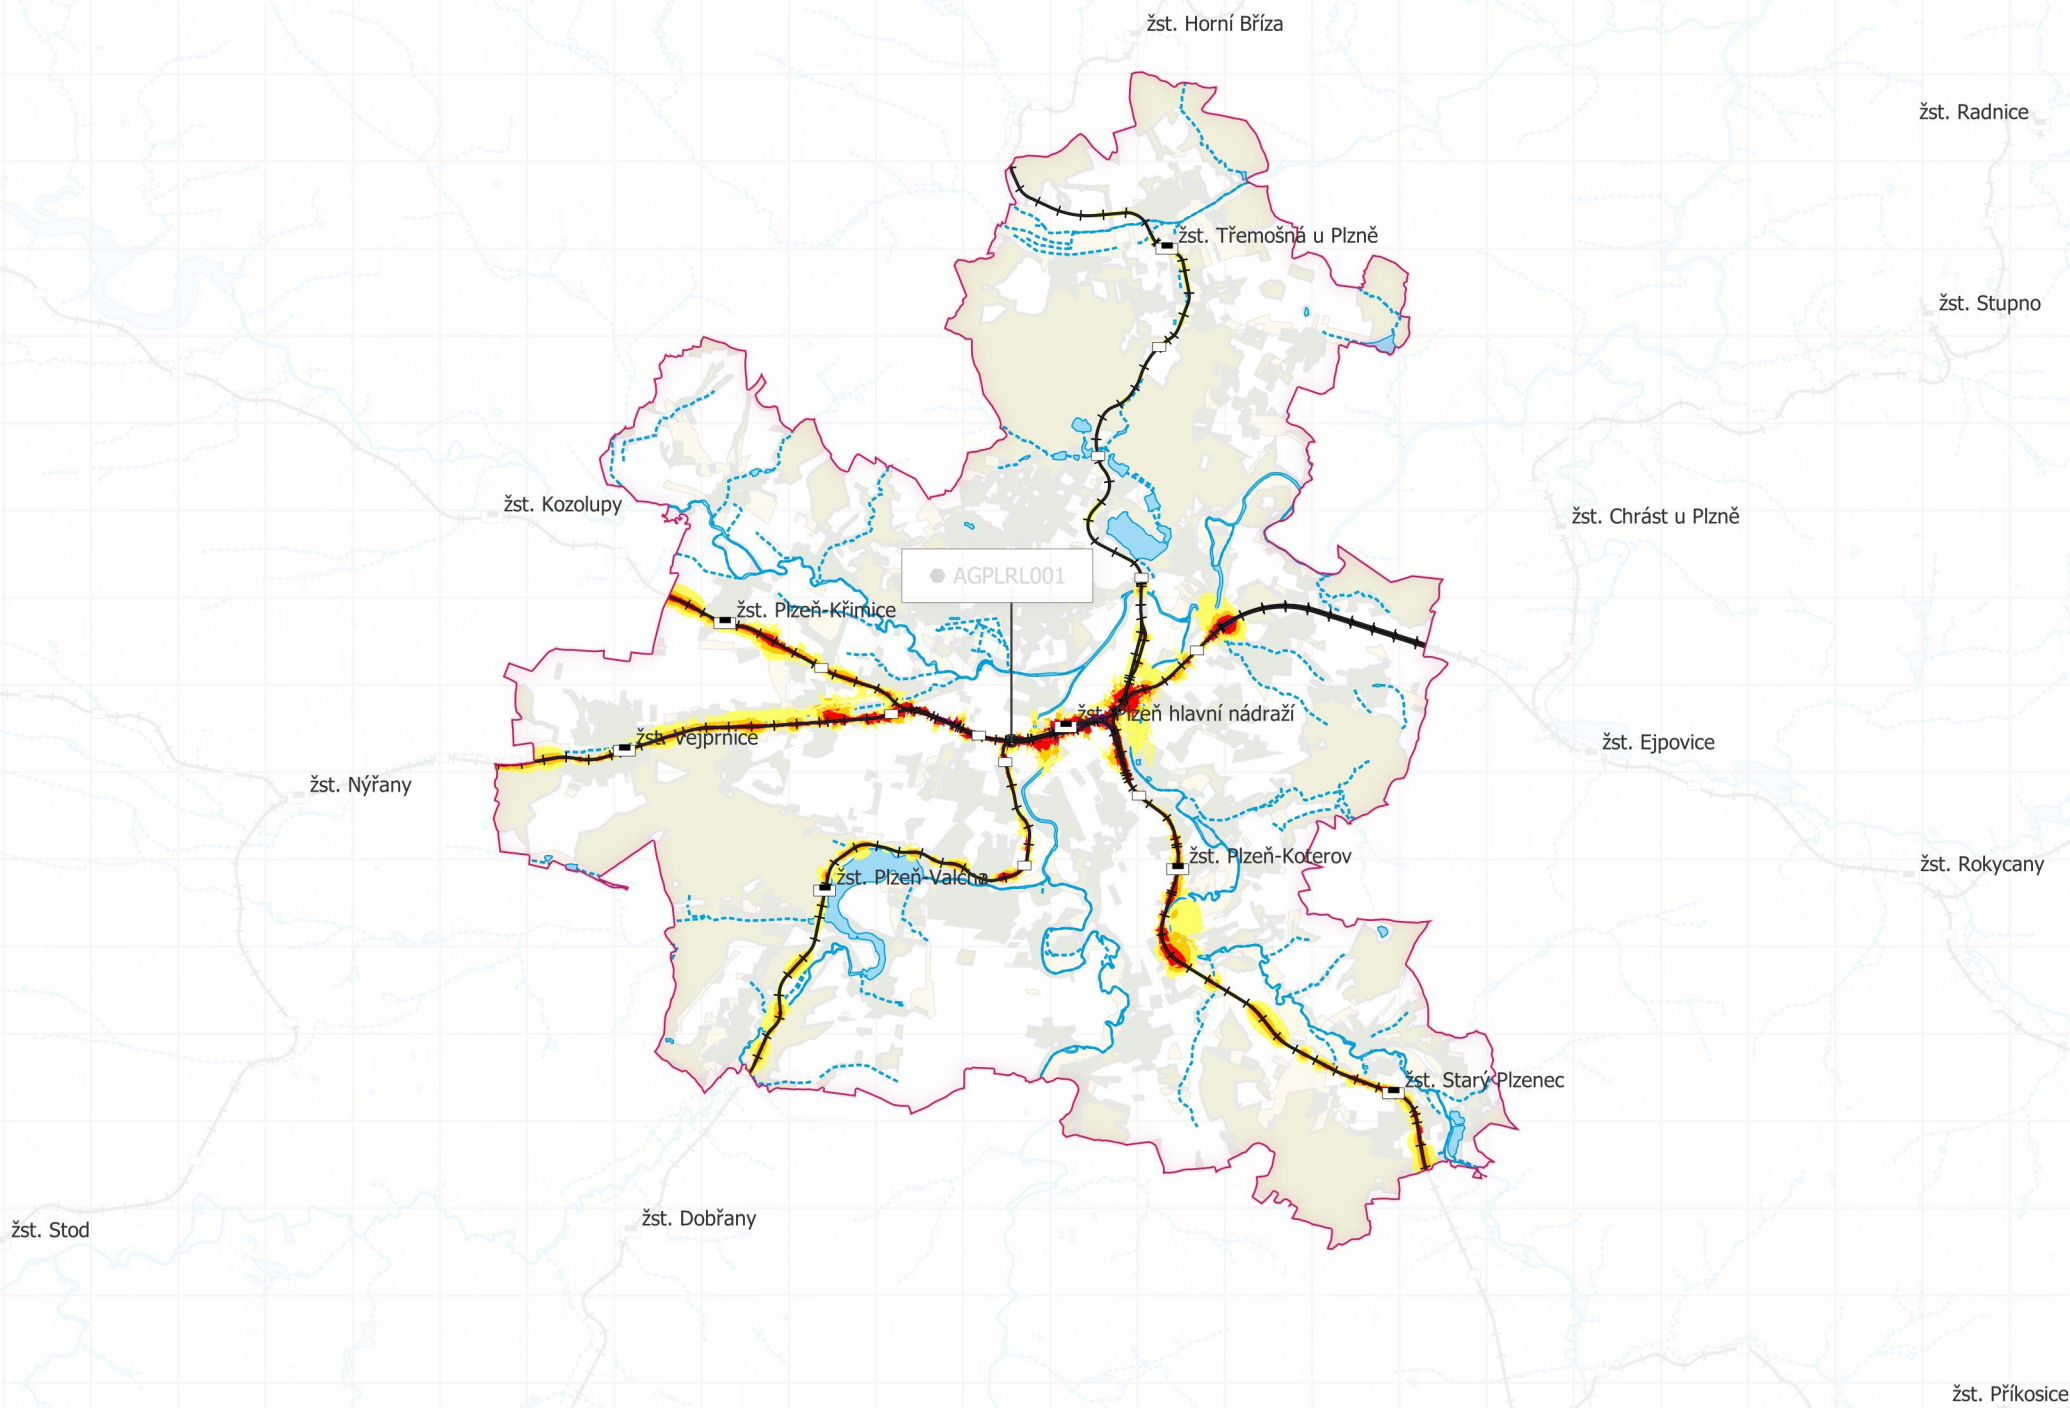 žst. Horní Bříza
žst. Radnice
žst. Třemošná u Plzně
žst. Stupno
žst. Kozolupy
žst. Chrást u Plzně
AGPLRL001
žst. Plzeň-Křimice
žst. Plzeň hlavní nádraží
žst. Vejprnice
žst. Ejpovice
žst. Nýřany
žst. Plzeň-Koterov
žst. Rokycany
žst. Plzeň-Valcha
žst. Starý Plzenec
žst. Dobřany
žst. Stod
žst. Příkosice